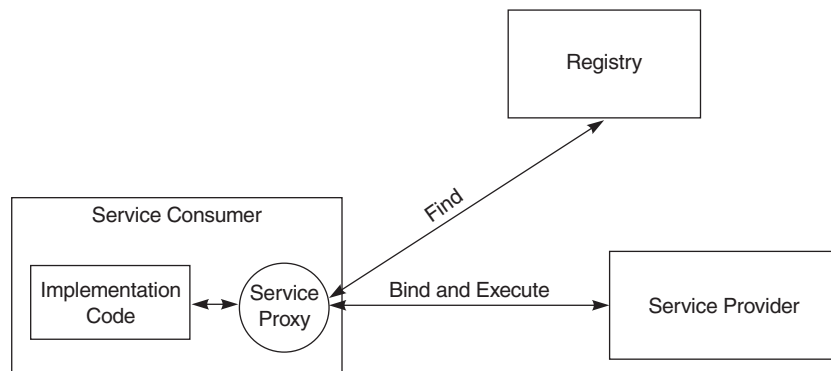 Registry
Find
Service Consumer
Implementation
Code
Service
Proxy
Bind and Execute
Service Provider